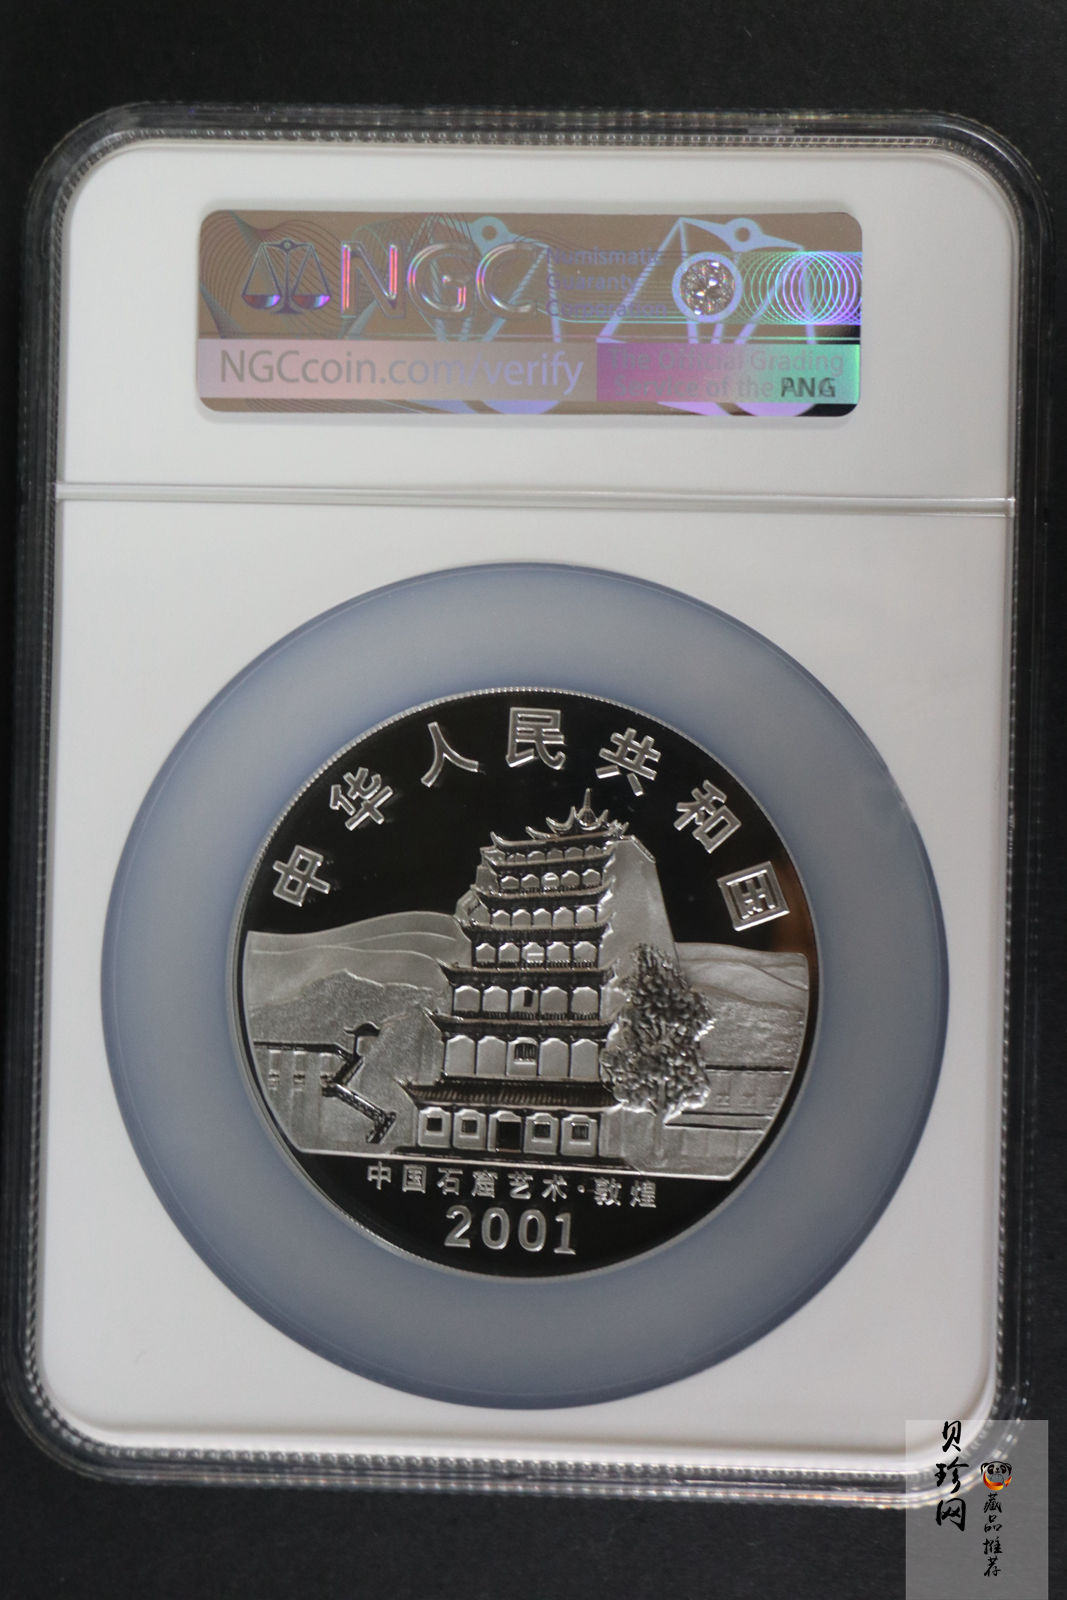 NGC
Numismatic
Guaranty
Corporation
NGCcoin.com/verify
The Official Grading
Service of the
PNG
中华人民共和国
中国石窟艺术·敦煌
2001
贝珍网
藏品推荐